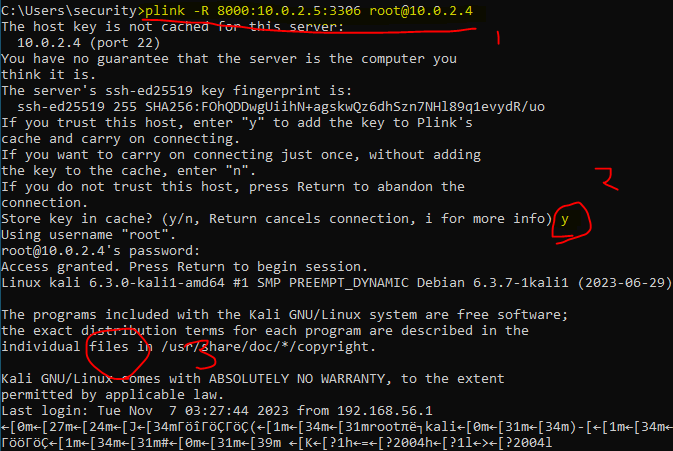 C:\Users\security>plink -R 8000:10.0.2.5:3306 root@10.0.2.4
The host key is not cached for this server:
  10.0.2.4 (port 22)
You have no guarantee that the server is the computer you
think it is.
The server's ssh-ed25519 key fingerprint is:
  ssh-ed25519 255 SHA256:FOhQDDwgUiihN+agskwQz6dhSzn7NHl89q1evydR/uo
If you trust this host, enter "y" to add the key to Plink's
cache and carry on connecting.
If you want to carry on connecting just once, without adding
the key to the cache, enter "n".
If you do not trust this host, press Return to abandon the
connection.
Store key in cache? (y/n, Return cancels connection, i for more info) y
Using username "root".
root@10.0.2.4's password:
Access granted. Press Return to begin session.
Linux kali 6.3.0-kali1-amd64 #1 SMP PREEMPT_DYNAMIC Debian 6.3.7-1kali1 (2023-06-29)
The programs included with the Kali GNU/Linux system are free software;
the exact distribution terms for each program are described in the
individual files in /usr/share/doc/*/copyright.
Kali GNU/Linux comes with ABSOLUTELY NO WARRANTY, to the extent
permitted by applicable law.
Last login: Tue Nov  7 03:27:44 2023 from 192.168.56.1
←[0m←[27m←[24m←[J←[34mΓöîΓöÇΓöÇ(←[1m←[34m←[31mrootπë┐kali←[0m←[31m←[34m)-[←[1m←[34m
ΓööΓöÇ←[1m←[34m←[31m#←[0m←[31m←[39m ←[K←[?1h←=←[?2004h←[?1l←>←[?2004l
1
2
3